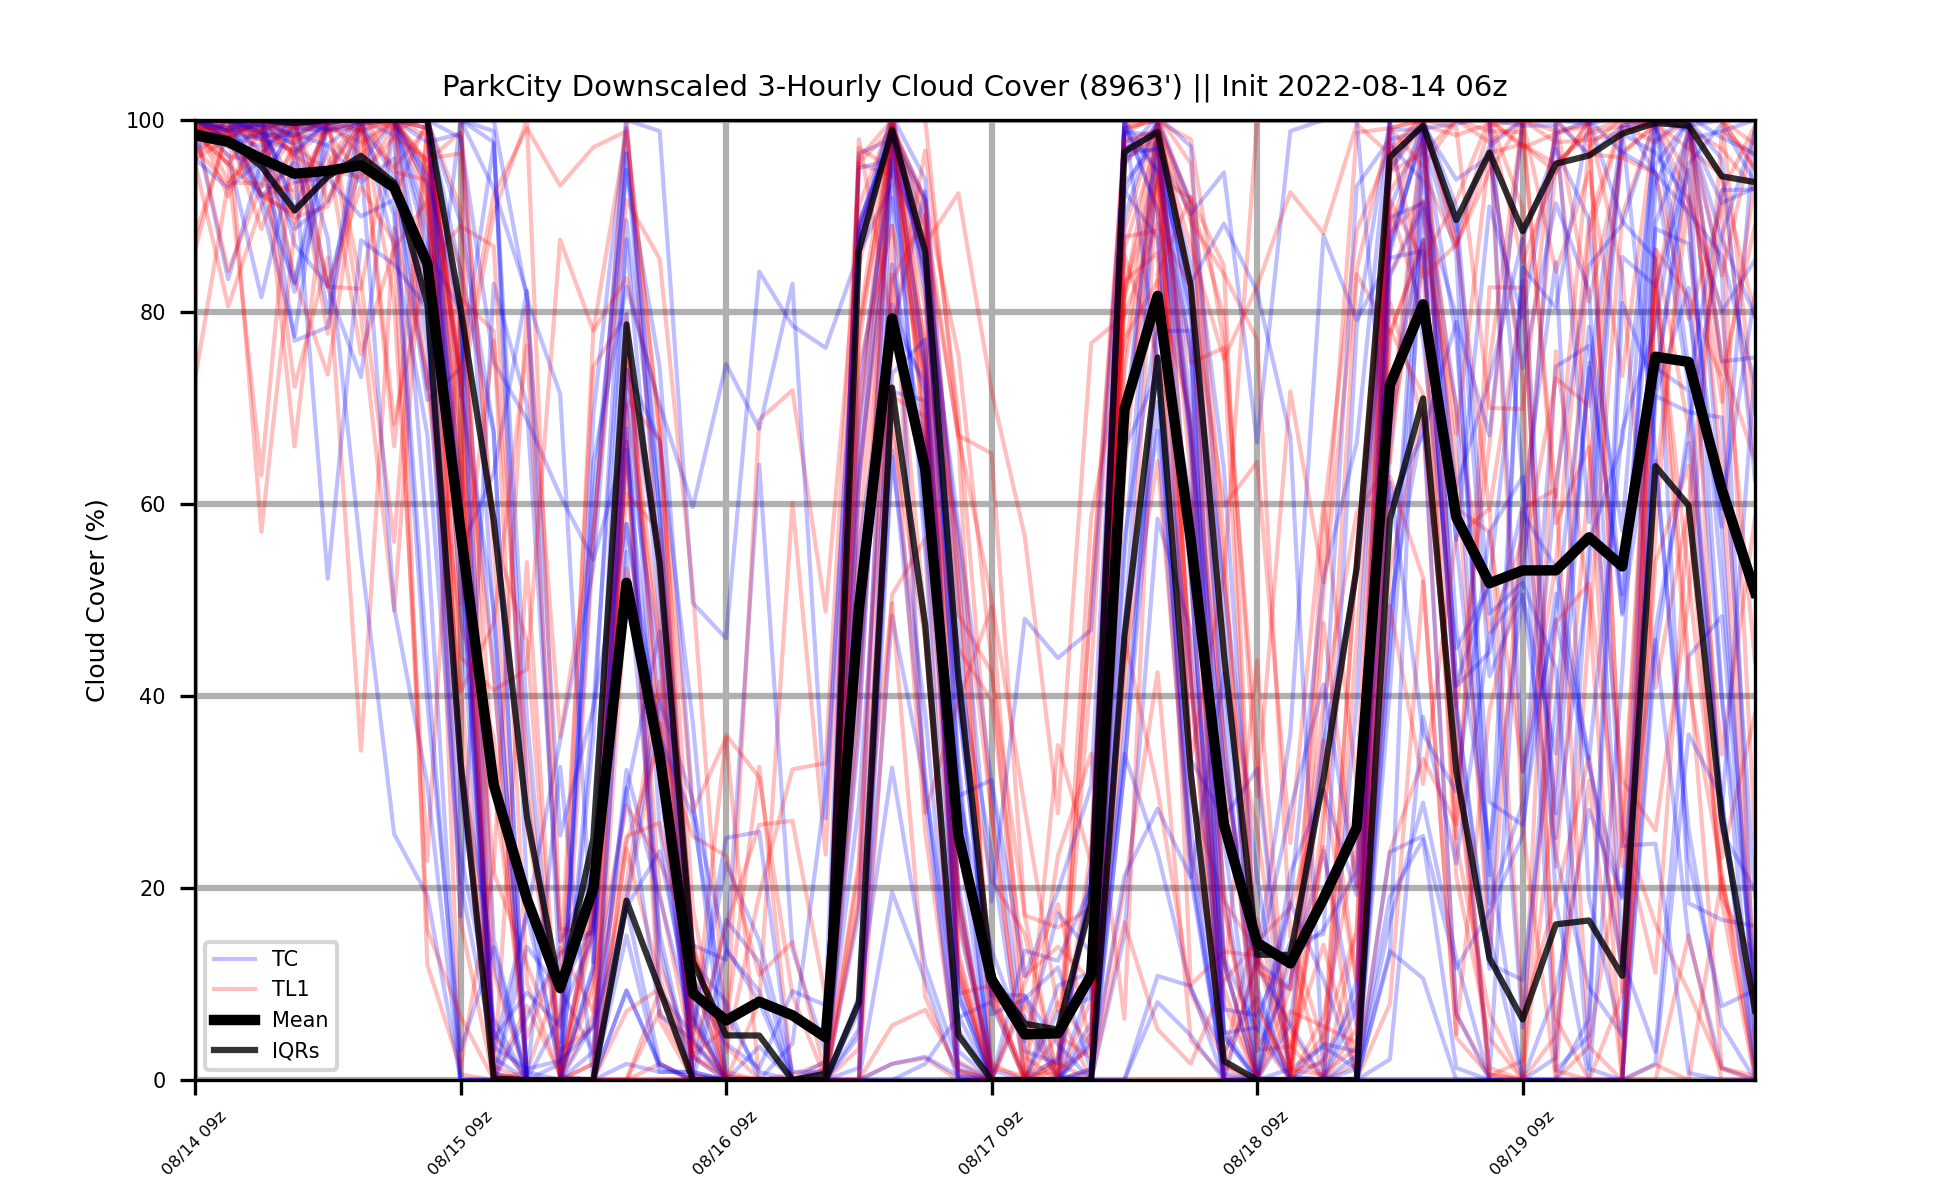 ParkCity Downscaled 3-Hourly Cloud Cover (8963') || Init 2022-08-14 06z
Cloud Cover (%)
100
80
60
40
20
0
TC
TL1
Mean
IQRs
08/14 09z
08/15 09z
08/16 09z
08/17 09z
08/18 09z
08/19 09z